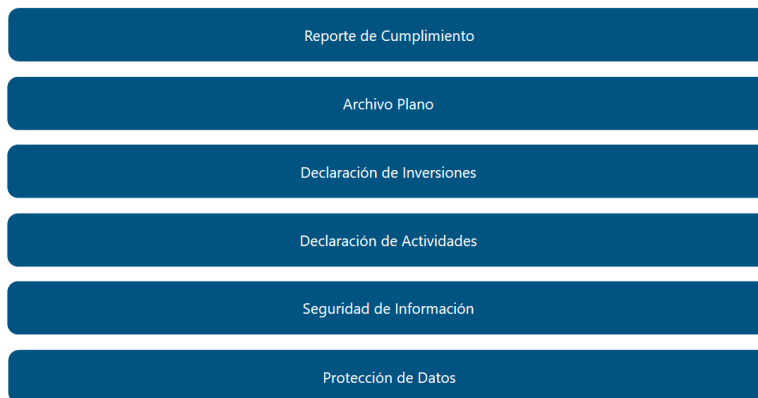 Reporte de Cumplimiento
Archivo Plano
Declaración de Inversiones
Declaración de Actividades
Seguridad de Información
Protección de Datos